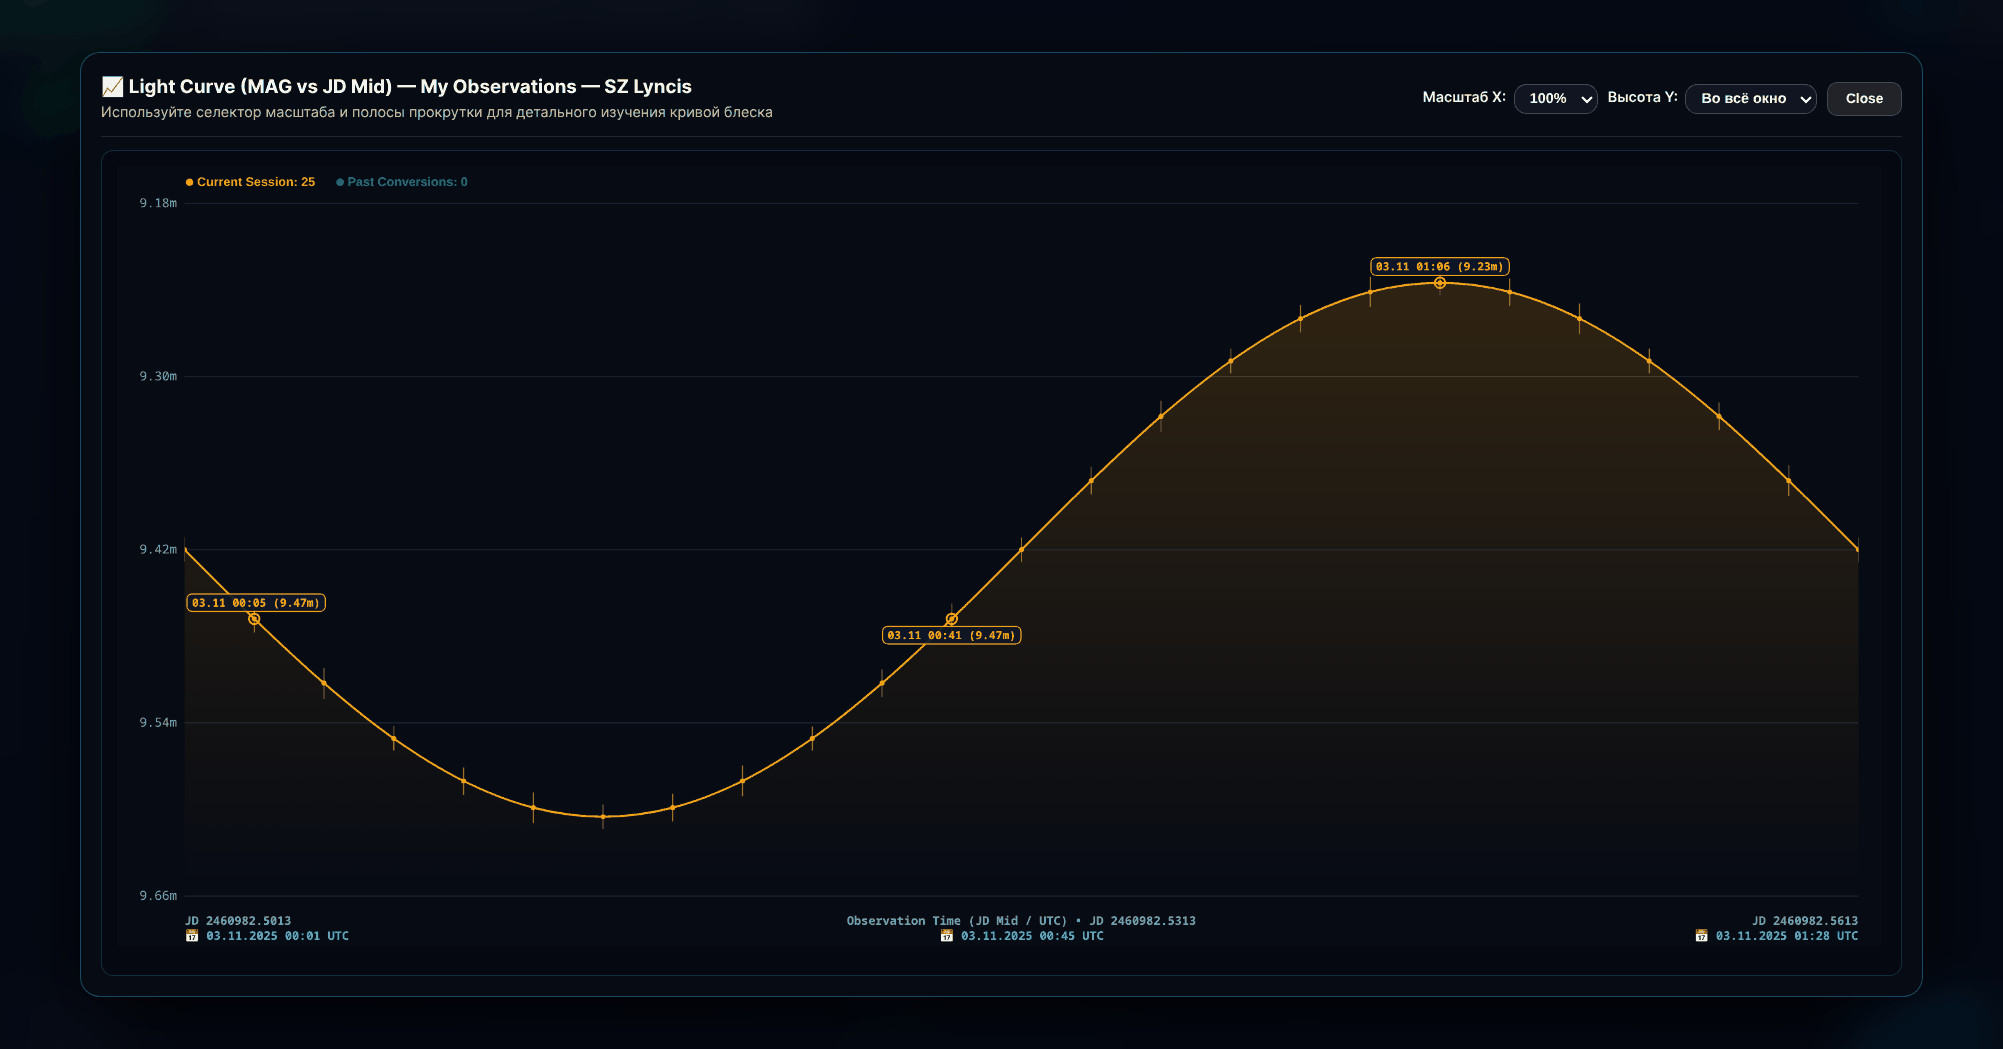 📈 Light Curve (MAG vs JD Mid) — My Observations — SZ Lyncis
Используйте селектор масштаба и полосы прокрутки для детального изучения кривой блеска
Масштаб X: 100% Высота Y: Во всё окно Close
Current Session: 25 Past Conversions: 0
9.18m
03.11 01:06 (9.23m)
9.30m
9.42m
03.11 00:05 (9.47m)
03.11 00:41 (9.47m)
9.54m
9.66m
JD 2460982.5013 Observation Time (JD Mid / UTC) • JD 2460982.5313 JD 2460982.5613
📅 03.11.2025 00:01 UTC 📅 03.11.2025 00:45 UTC 📅 03.11.2025 01:28 UTC